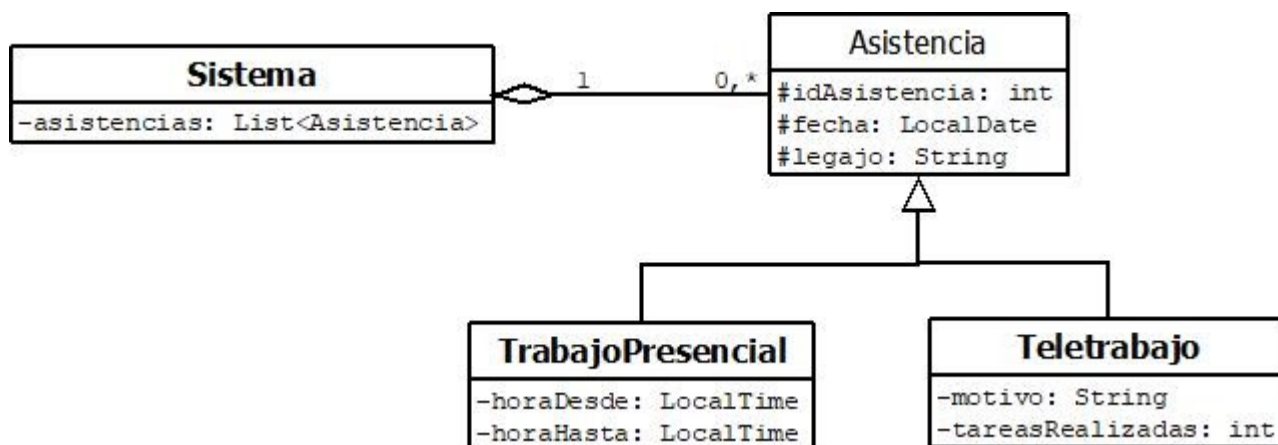 Sistema
-asistencias: List<Asistencia>
1
0,*
Asistencia
#idAsistencia: int
#fecha: LocalDate
#legajo: String
TrabajoPresencial
-horaDesde: LocalTime
-horaHasta: LocalTime
Teletrabajo
-motivo: String
-tareasRealizadas: int